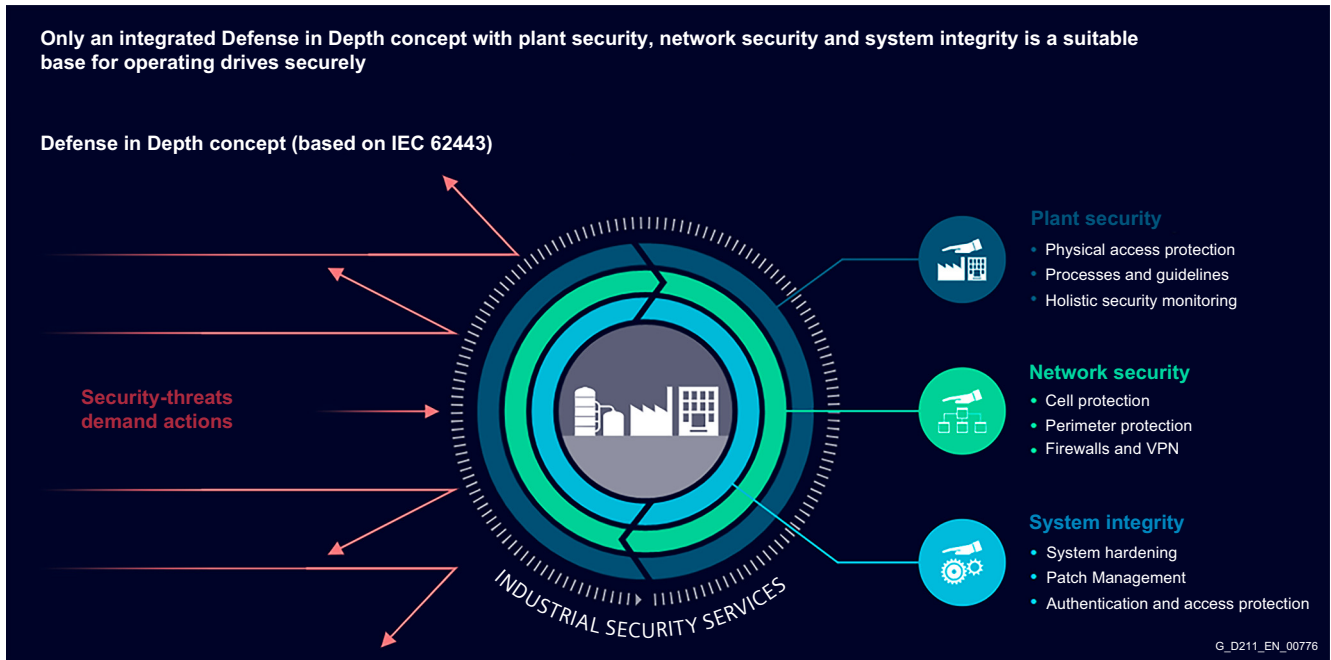 Only an integrated Defense in Depth concept with plant security, network security and system integrity is a suitable
base for operating drives securely
Defense in Depth concept (based on IEC 62443)
Security-threats
demand actions
INDUSTRIAL SECURITY SERVICES
Plant security
• Physical access protection
• Processes and guidelines
• Holistic security monitoring
Network security
• Cell protection
• Perimeter protection
• Firewalls and VPN
System integrity
• System hardening
• Patch Management
• Authentication and access protection
G_D211_EN_00776